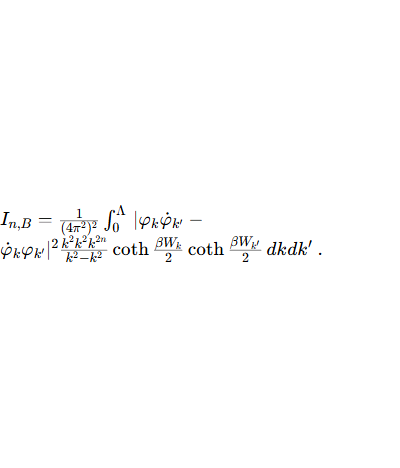 $I_{n,B} = \frac{1}{(4\pi^2)^2} \int_0^{\Lambda} |\varphi_k \dot{\varphi}_{k'} -$
$\dot{\varphi}_k \varphi_{k'}|^2 \frac{k^2 k^2 k^{2n}}{k^2 - k^2} \coth \frac{\beta W_k}{2} \coth \frac{\beta W_{k'}}{2} \, dk dk' \, .$